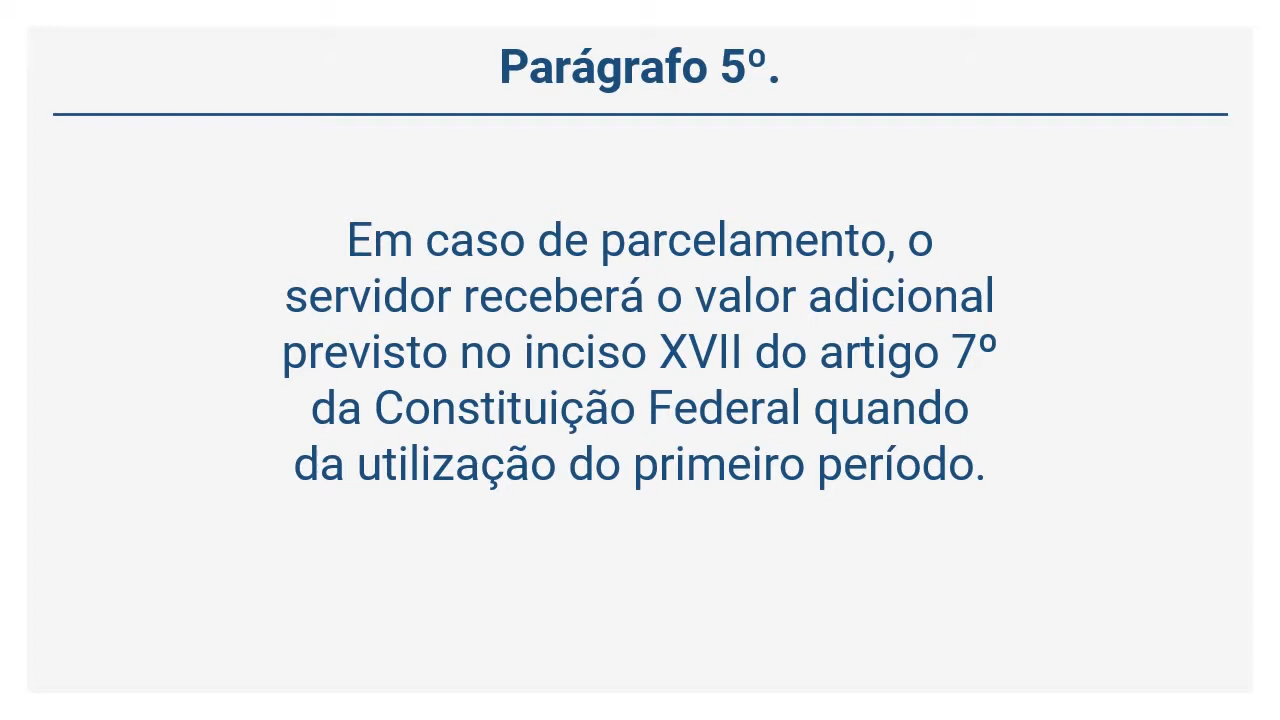 Parágrafo 5º.
Em caso de parcelamento, o
servidor receberá o valor adicional
previsto no inciso XVII do artigo 7º
da Constituição Federal quando
da utilização do primeiro período.